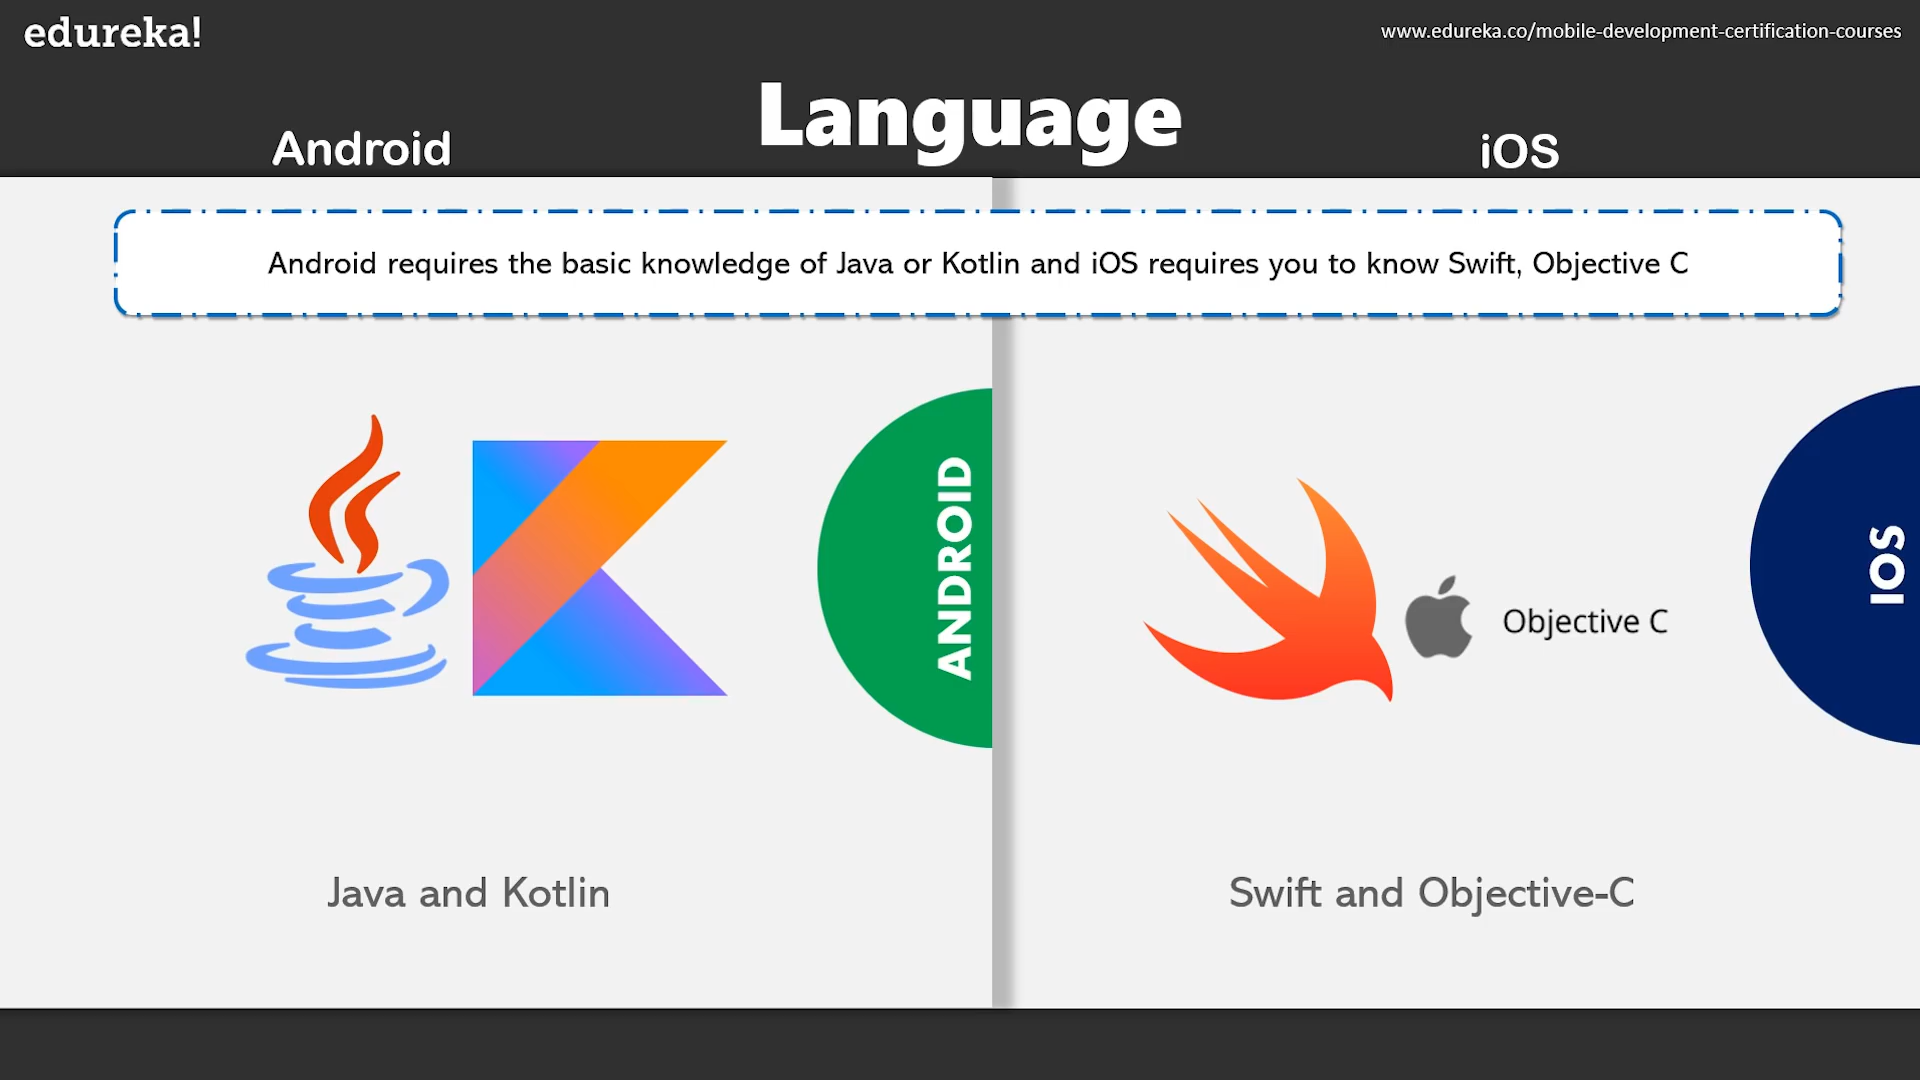 edureka!
www.edureka.co/mobile-development-certification-courses
Language
Android
iOS
Android requires the basic knowledge of Java or Kotlin and iOS requires you to know Swift, Objective C
ANDROID
IOS
Objective C
Java and Kotlin
Swift and Objective-C